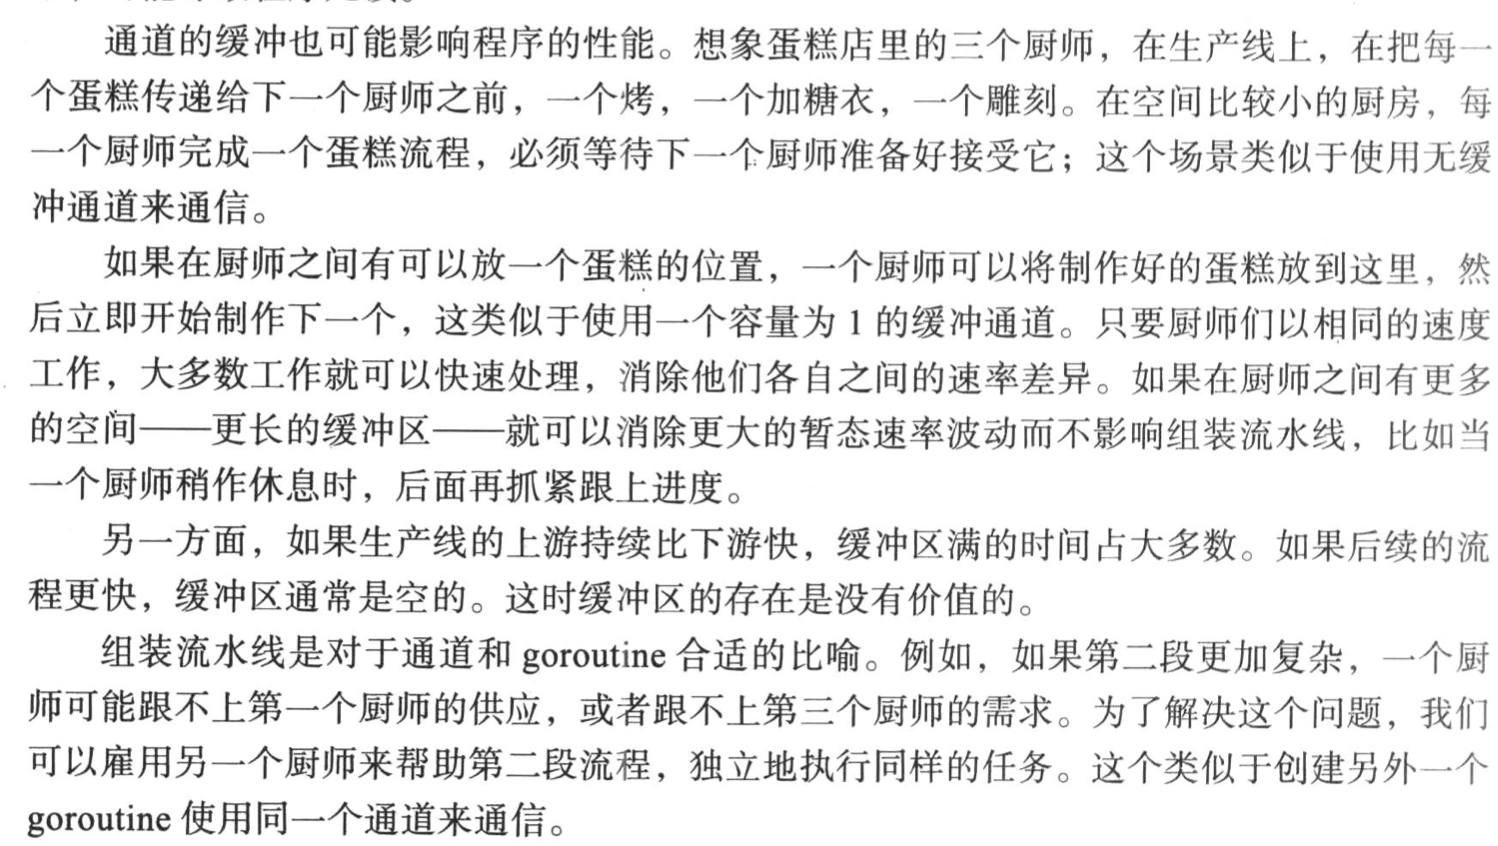 通道的缓冲也可能影响程序的性能。想象蛋糕店里的三个厨师，在生产线上，在把每一
个蛋糕传递给下一个厨师之前，一个烤，一个加糖衣，一个雕刻。在空间比较小的厨房，每
一个厨师完成一个蛋糕流程，必须等待下一个厨师准备好接受它；这个场景类似于使用无缓
冲通道来通信。
如果在厨师之间有可以放一个蛋糕的位置，一个厨师可以将制作好的蛋糕放到这里，然
后立即开始制作下一个，这类似于使用一个容量为 1 的缓冲通道。只要厨师们以相同的速度
工作，大多数工作就可以快速处理，消除他们各自之间的速率差异。如果在厨师之间有更多
的空间——更长的缓冲区——就可以消除更大的暂态速率波动而不影响组装流水线，比如当
一个厨师稍作休息时，后面再抓紧跟上进度。
另一方面，如果生产线的上游持续比下游快，缓冲区满的时间占大多数。如果后续的流
程更快，缓冲区通常是空的。这时缓冲区的存在是没有价值的。
组装流水线是对于通道和 goroutine 合适的比喻。例如，如果第二段更加复杂，一个厨
师可能跟不上第一个厨师的供应，或者跟不上第三个厨师的需求。为了解决这个问题，我们
可以雇用另一个厨师来帮助第二段流程，独立地执行同样的任务。这个类似于创建另外一个
goroutine 使用同一个通道来通信。